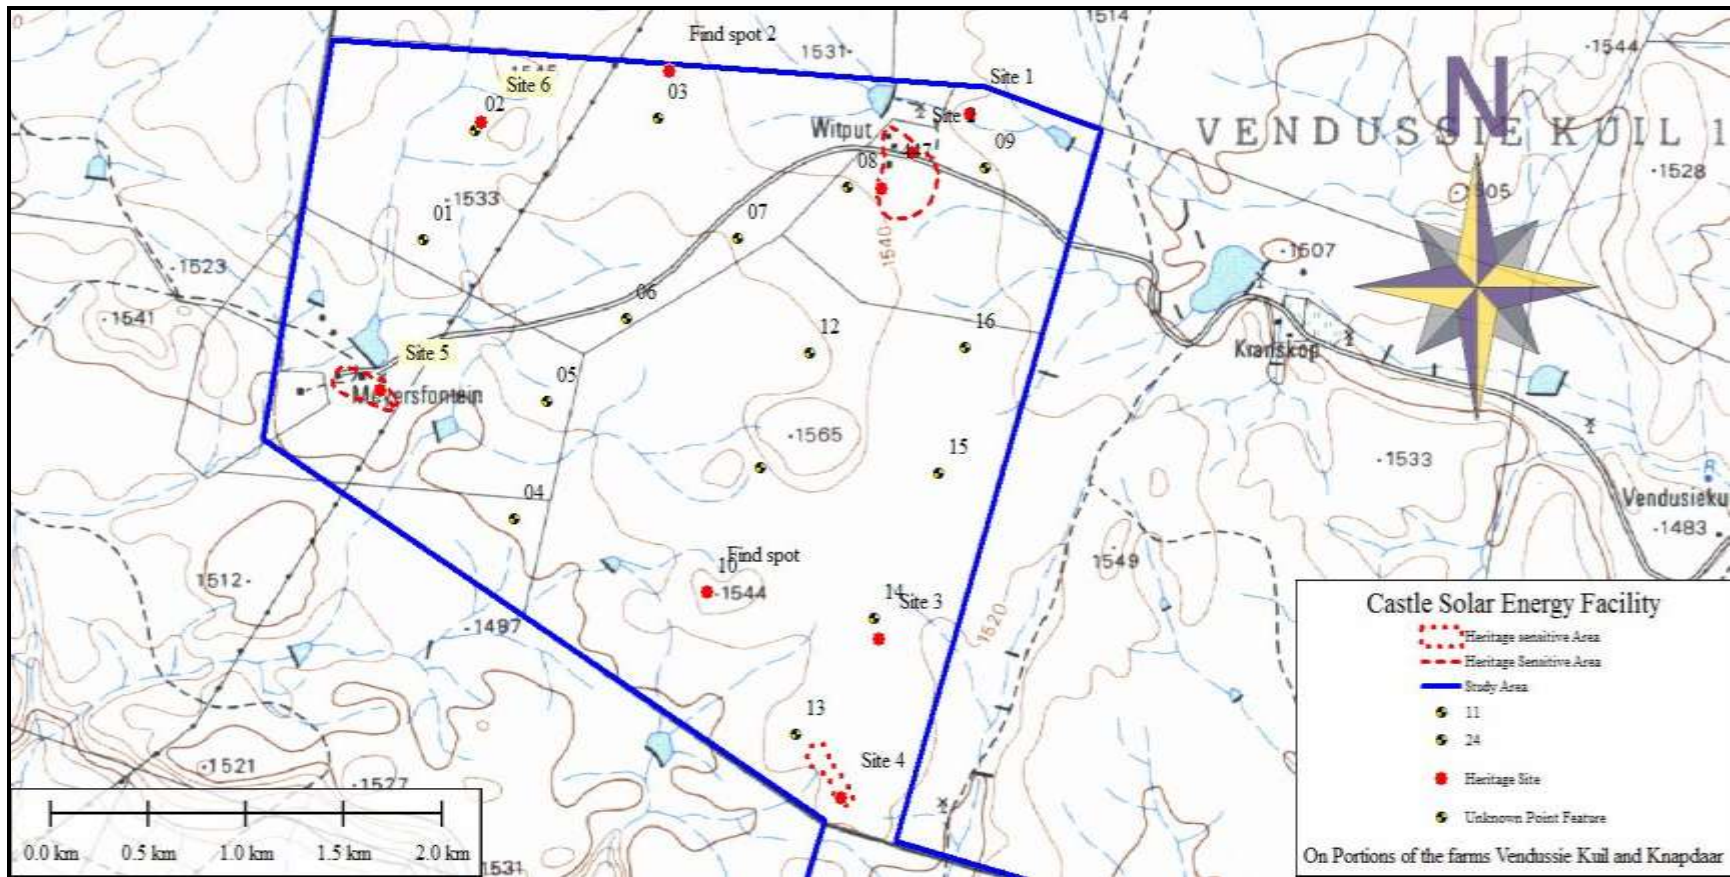 1514
Find spot 2
1531
1544
N
1545
Site 6
Site 1
02
03
Witput
09
VENDUSSIE KUIL 1
08
1528
1505
1533
01
07
1540
1507
1523
06
16
12
1541
Site 5
Kranskop
05
Meyersfontein
1565
15
1533
04
Vendusieku
1483
Find spot
10
1549
1512
1544
14
Site 3
1497
1520
13
Site 4
1521
1527
1531
0.0 km 0.5 km 1.0 km 1.5 km 2.0 km
Castle Solar Energy Facility
Heritage sensitive Area
Heritage Sensitive Area
Study Area
11
24
Heritage Site
Unknown Point Feature
On Portions of the farms Vendussie Kuil and Knapdaar